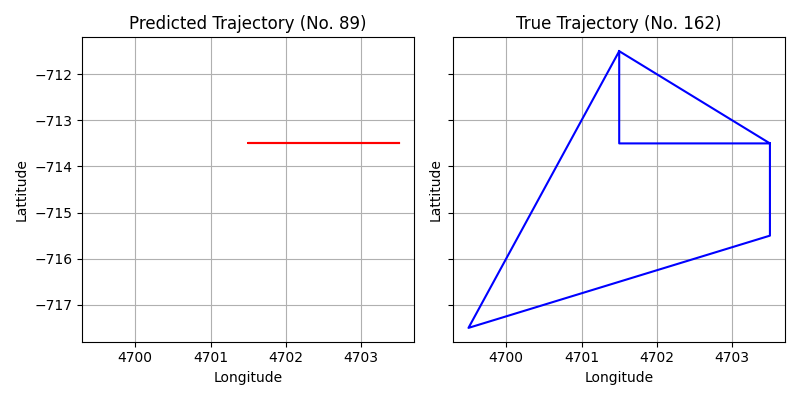 Predicted Trajectory (No. 89)
−712
−713
−714
−715
−716
−717
Lattitude
4700 4701 4702 4703
Longitude
True Trajectory (No. 162)
Lattitude
4700 4701 4702 4703
Longitude